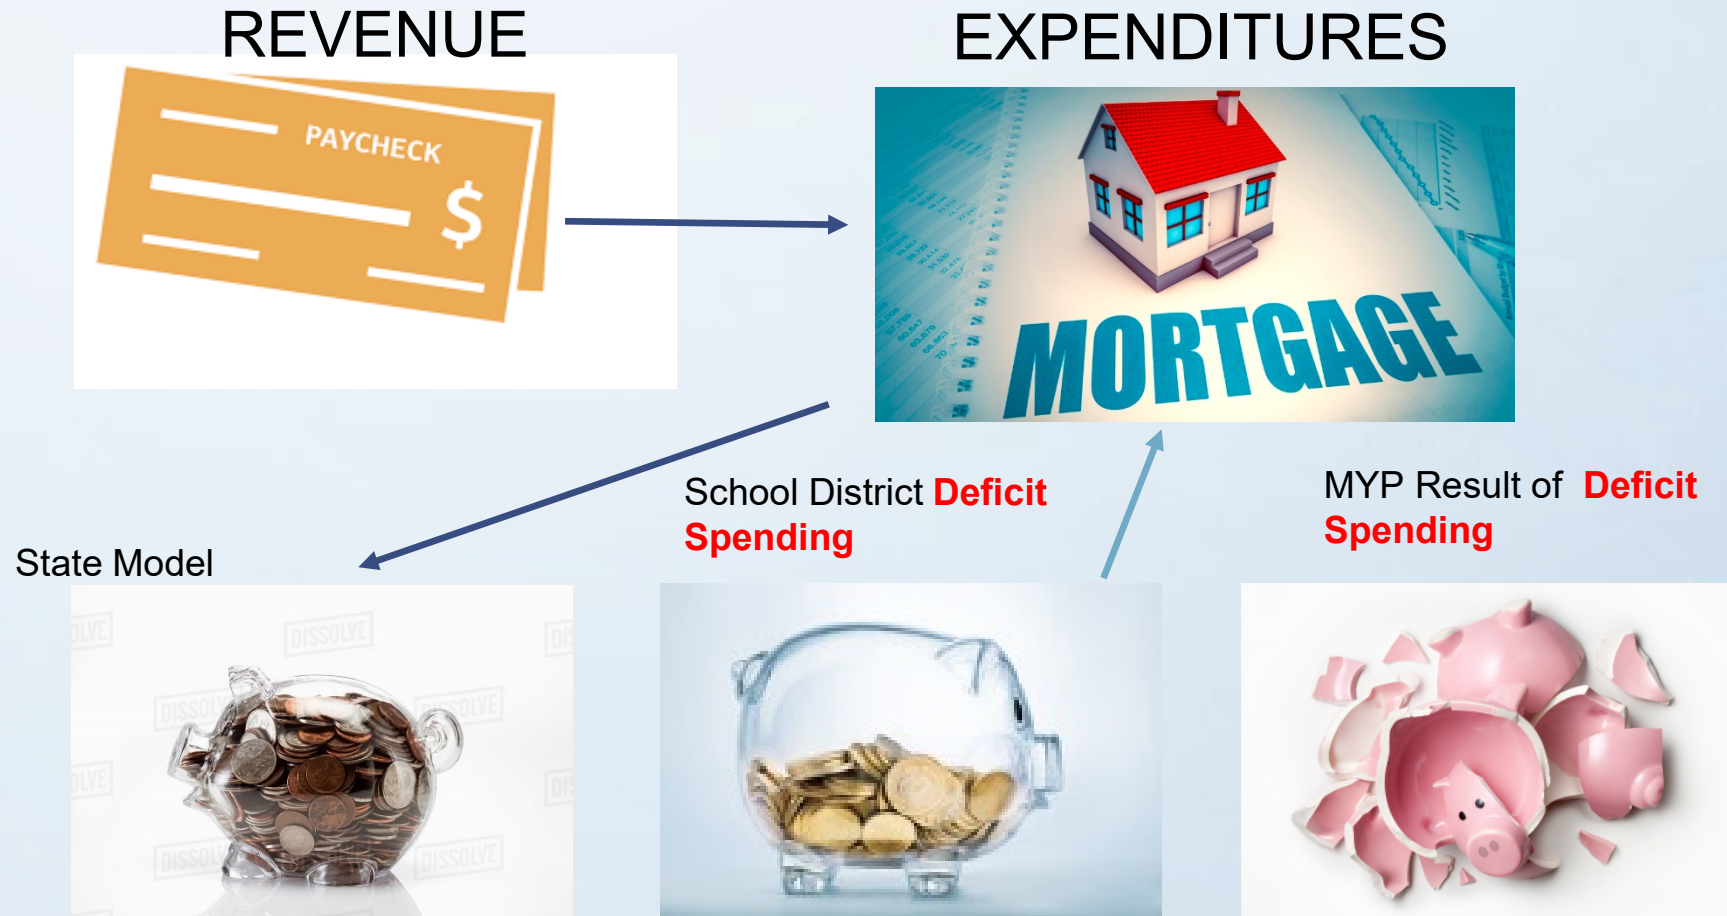 REVENUE
EXPENDITURES
PAYCHECK
$
MORTGAGE
School District Deficit
Spending
MYP Result of Deficit
Spending
State Model
DISSOLVE
DISSOLVE
DISSOLVE
DISSOLVE